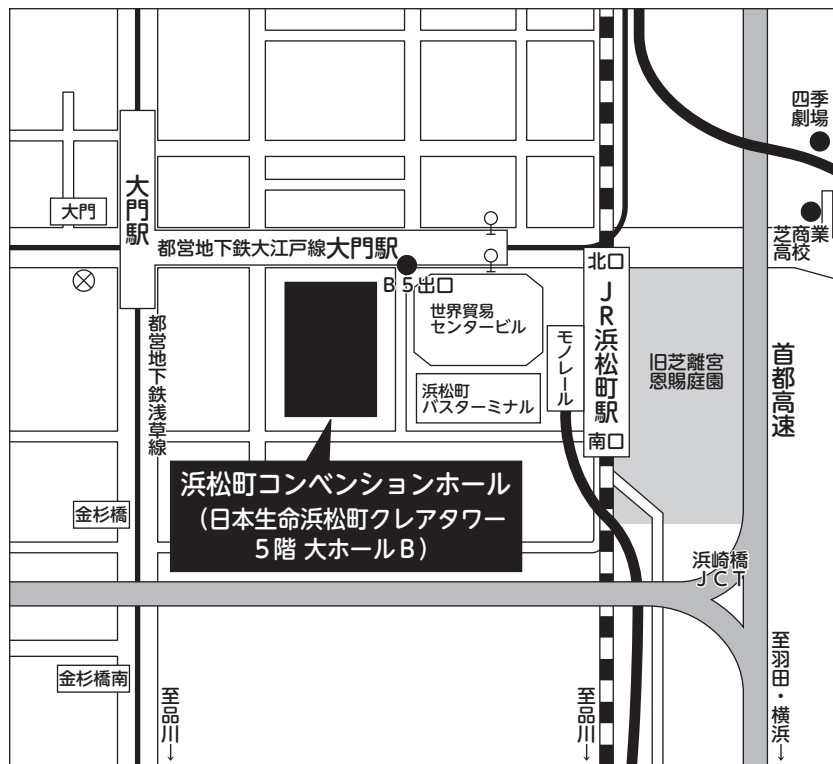 四季
劇場
大門
大門駅
都営地下鉄大江戸線大門駅
芝商業
高校
B5出口
北口
JR浜松町駅
南口
世界貿易
センタービル
モノレール
浜松町
バスターミナル
旧芝離宮
恩賜庭園
首都高速
都営地下鉄浅草線
浜松町コンベンションホール
(日本生命浜松町クレアタワー
5階 大ホールB)
金杉橋
浜崎橋
JCT
金杉橋南
至品川→
至品川→
至羽田・横浜→